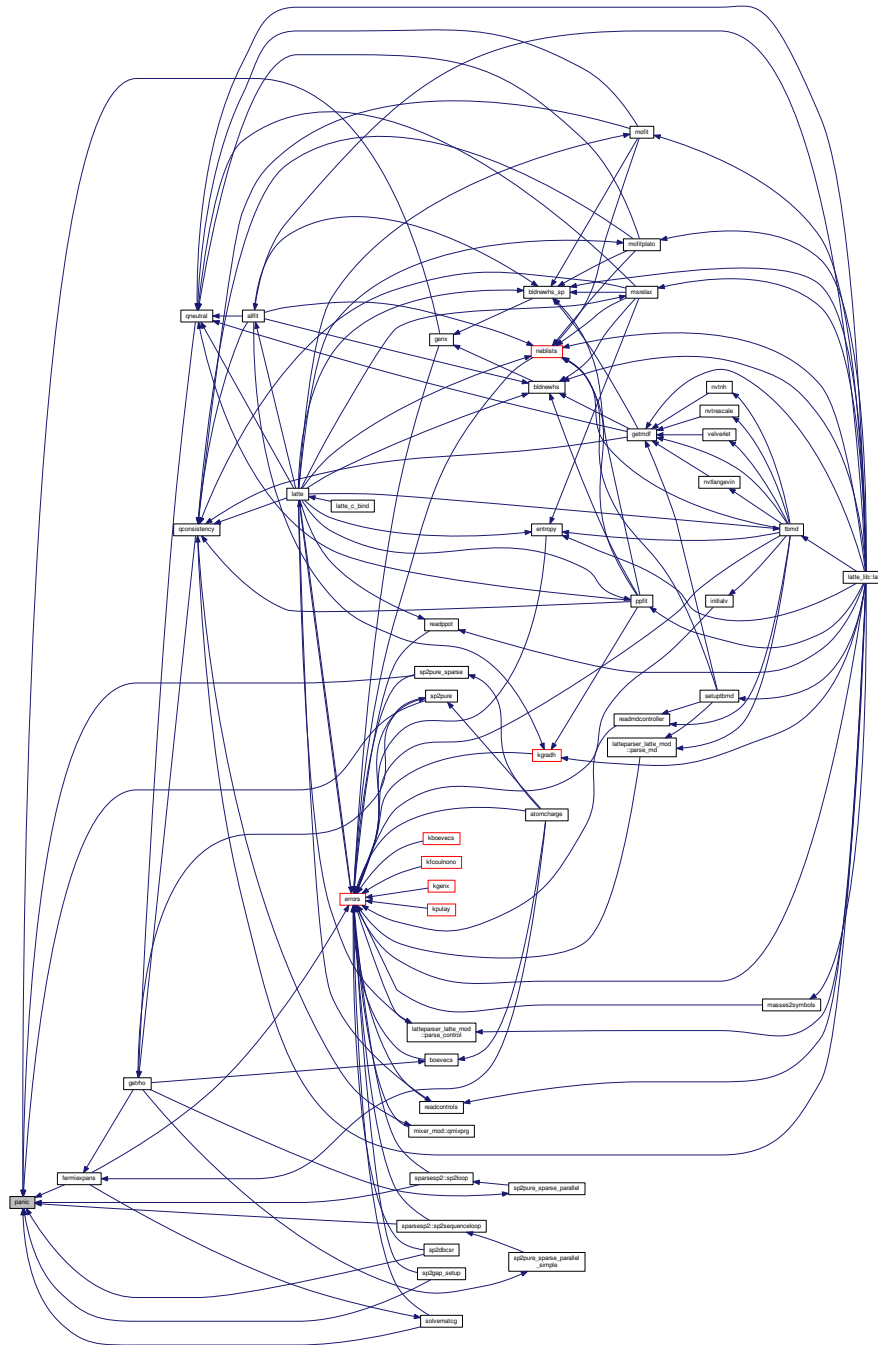 mofit
mofitplato
bldnewhs_sp
msrelax
qneutral
allfit
genx
neblists
bldnewhs
nvtnh
nvtrescale
getmdf
velverlet
nvtlangevin
latte
latte_c_bind
qconsistency
entropy
tbmd
latte_lib::la
ppfit
initialv
readppot
sp2pure_sparse
sp2pure
setuptbmd
readmdcontroller
latteparser_latte_mod
::parse_md
kgradh
atomcharge
kboevecs
kfcoulnono
kgenx
errors
kpulay
masses2symbols
latteparser_latte_mod
::parse_control
boevecs
getrho
readcontrols
mixer_mod::qmixprg
fermiexpans
sparsesp2::sp2loop
sp2pure_sparse_parallel
panic
sparsesp2::sp2sequenceloop
sp2dbcsr
sp2pure_sparse_parallel
_simple
sp2gap_setup
solvematcg